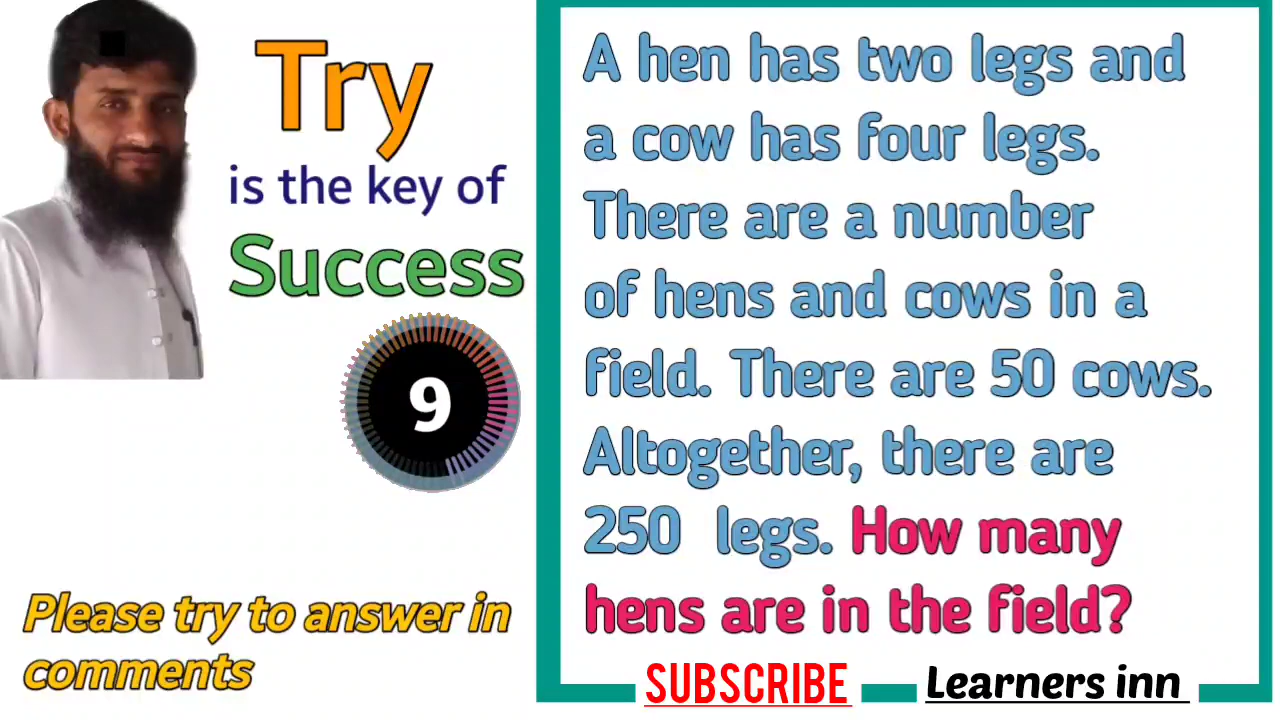 Try
is the key of
Success
9
Please try to answer in
comments
A hen has two legs and
a cow has four legs.
There are a number
of hens and cows in a
field. There are 50 cows.
Altogether, there are
250 legs. How many
hens are in the field?
SUBSCRIBE
Learners inn